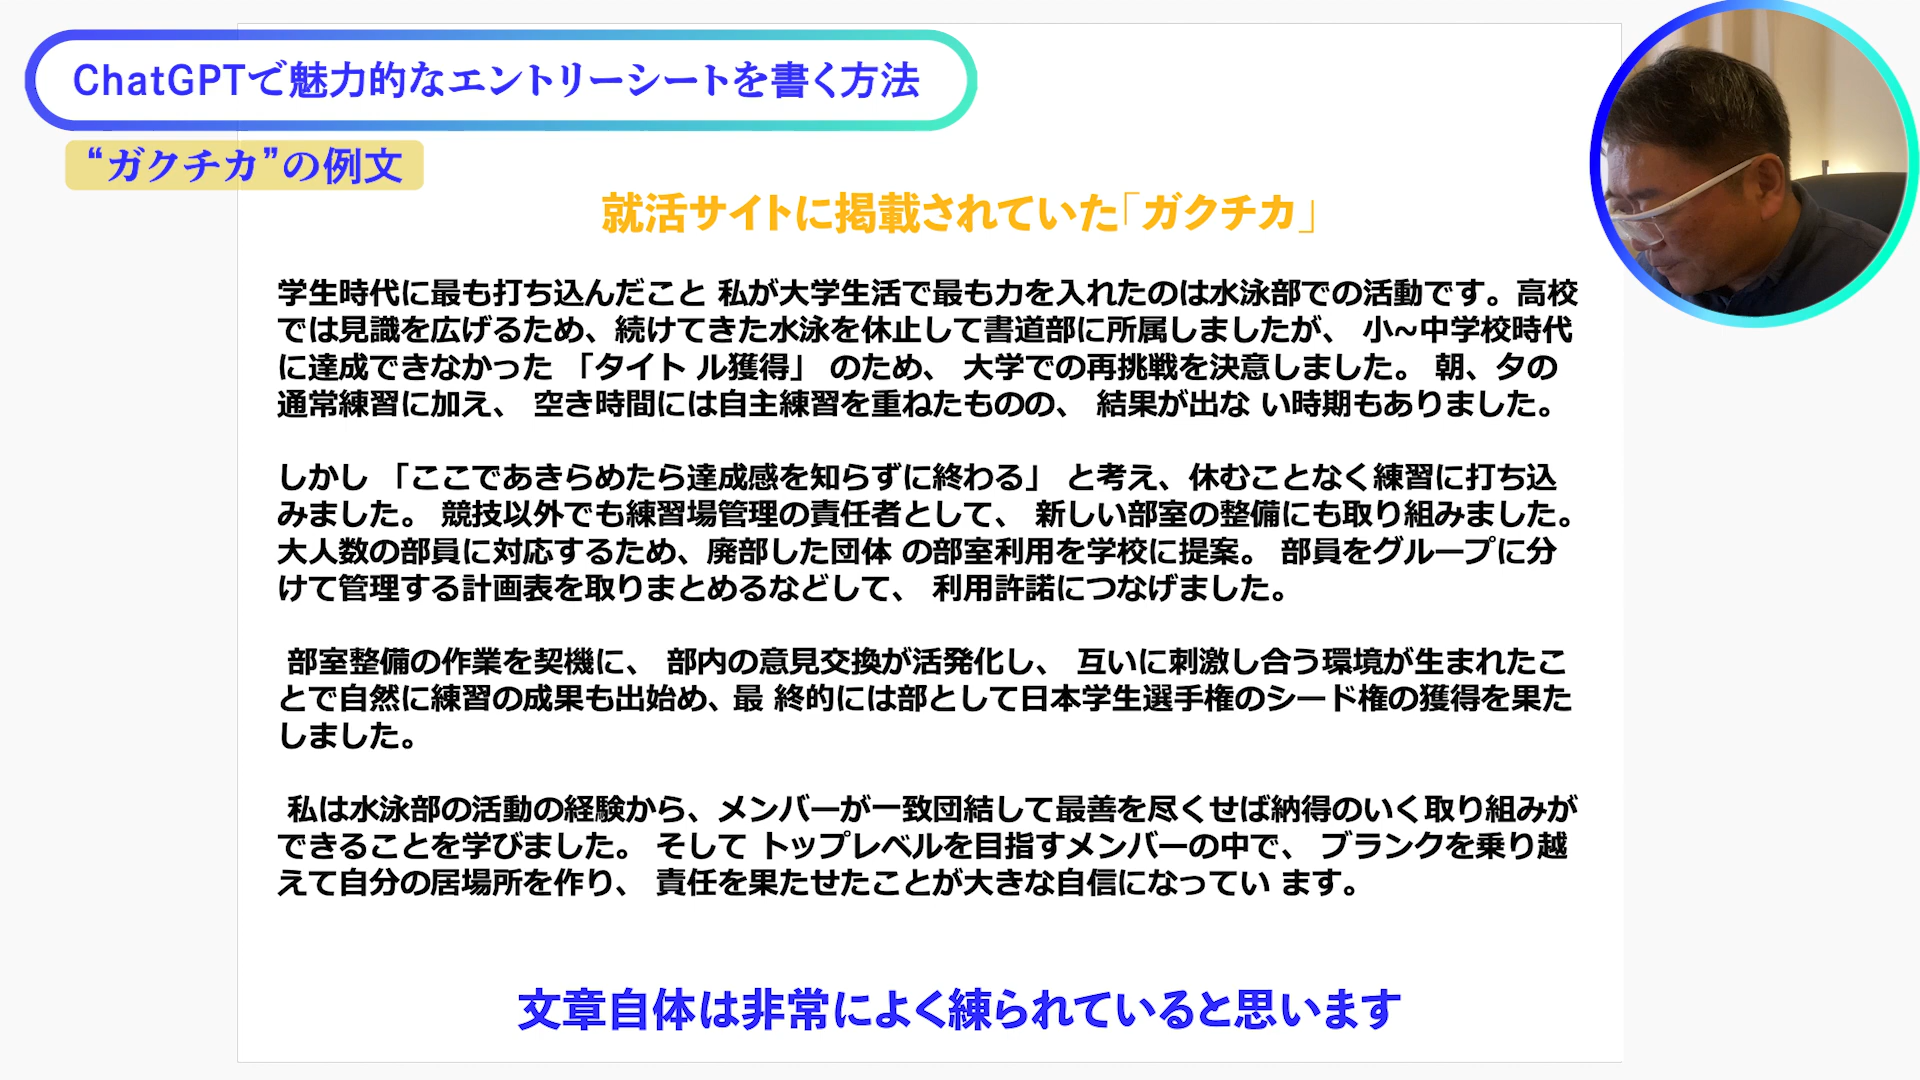 ChatGPTで魅力的なエントリーシートを書く方法
“ガクチカ”の例文
就活サイトに掲載されていた「ガクチカ」
学生時代に最も打ち込んだこと 私が大学生活で最も力を入れたのは水泳部での活動です。高校
では見識を広げるため、続けてきた水泳を休止して書道部に所属しましたが、 小~中学校時代
に達成できなかった 「タイト ル獲得」 のため、 大学での再挑戦を決意しました。 朝、夕の
通常練習に加え、 空き時間には自主練習を重ねたものの、 結果が出な い時期もありました。
しかし 「ここであきらめたら達成感を知らずに終わる」 と考え、休むことなく練習に打ち込
みました。 競技以外でも練習場管理の責任者として、 新しい部室の整備にも取り組みました。
大人数の部員に対応するため、廃部した団体 の部室利用を学校に提案。 部員をグループに分
けて管理する計画表を取りまとめるなどして、 利用許諾につなげました。
部室整備の作業を契機に、 部内の意見交換が活発化し、 互いに刺激し合う環境が生まれたこ
とで自然に練習の成果も出始め、最 終的には部として日本学生選手権のシード権の獲得を果た
しました。
私は水泳部の活動の経験から、メンバーが一致団結して最善を尽くせば納得のいく取り組みが
できることを学びました。 そして トップレベルを目指すメンバーの中で、 ブランクを乗り越
えて自分の居場所を作り、 責任を果たせたことが大きな自信になってい ます。
文章自体は非常によく練られていると思います